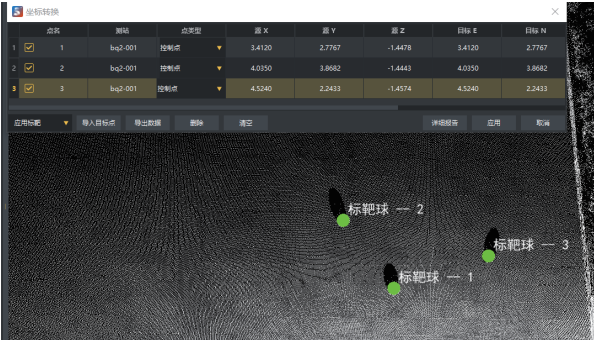 坐标转换
点名 测站 点类型 源 X 源 Y 源 Z 目标 E 目标 N
1 1 bq2-001 控制点 3.4120 2.7767 -1.4478 3.4120 2.7767
2 2 bq2-001 控制点 4.0350 3.8682 -1.4443 4.0350 3.8682
3 3 bq2-001 控制点 4.5240 2.2433 -1.4574 4.5240 2.2433
应用标靶 导入目标点 导出数据 删除 清空 详细报告 应用 取消
标靶球 — 2
标靶球 — 3
标靶球 — 1